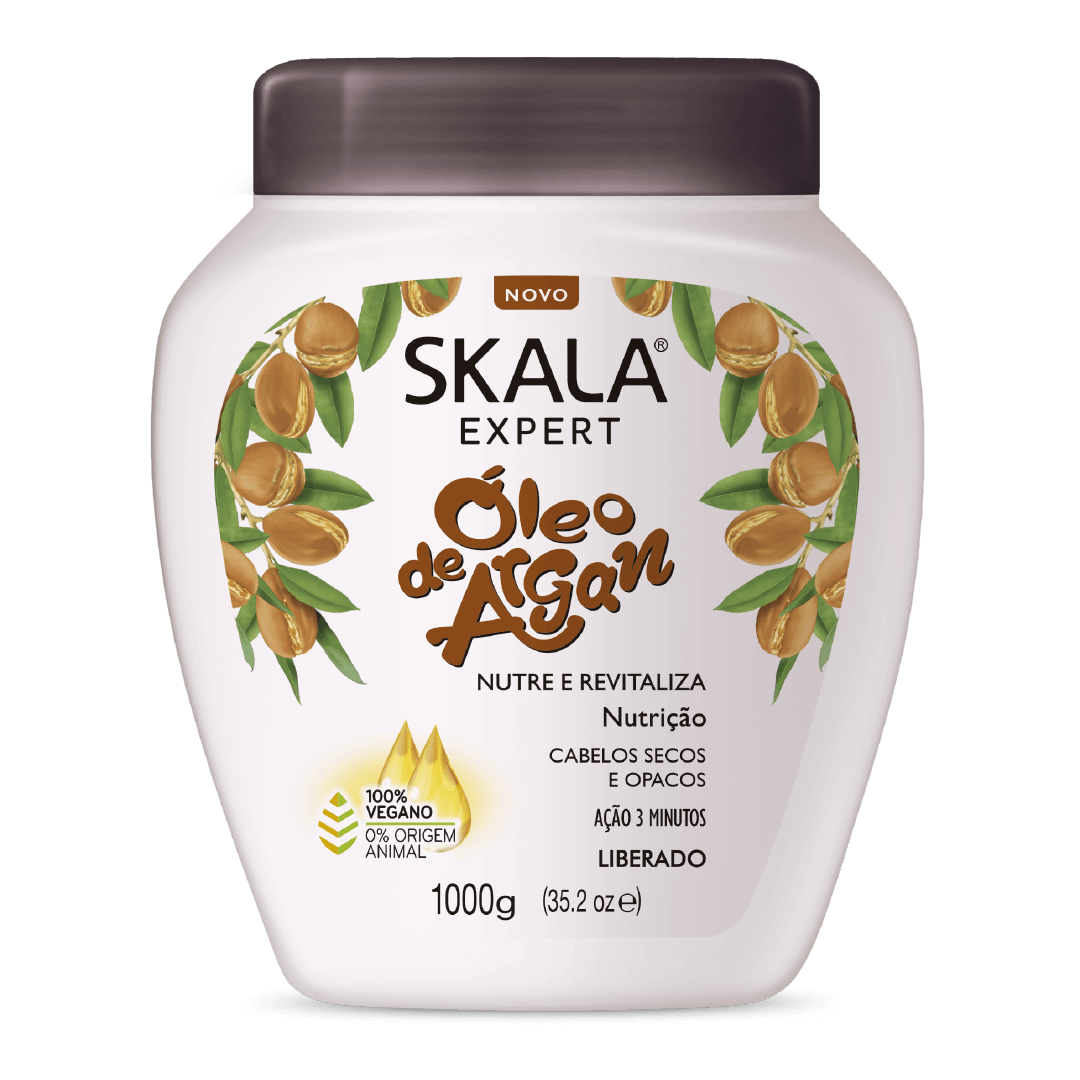 NOVO
SKALA®
EXPERT
Óleo
de Argan
NUTRE E REVITALIZA
Nutrição
CABELOS SECOS
E OPACOS
AÇÃO 3 MINUTOS
LIBERADO
100%
VEGANO
0% ORIGEM
ANIMAL
1000g (35.2 oz ℮)